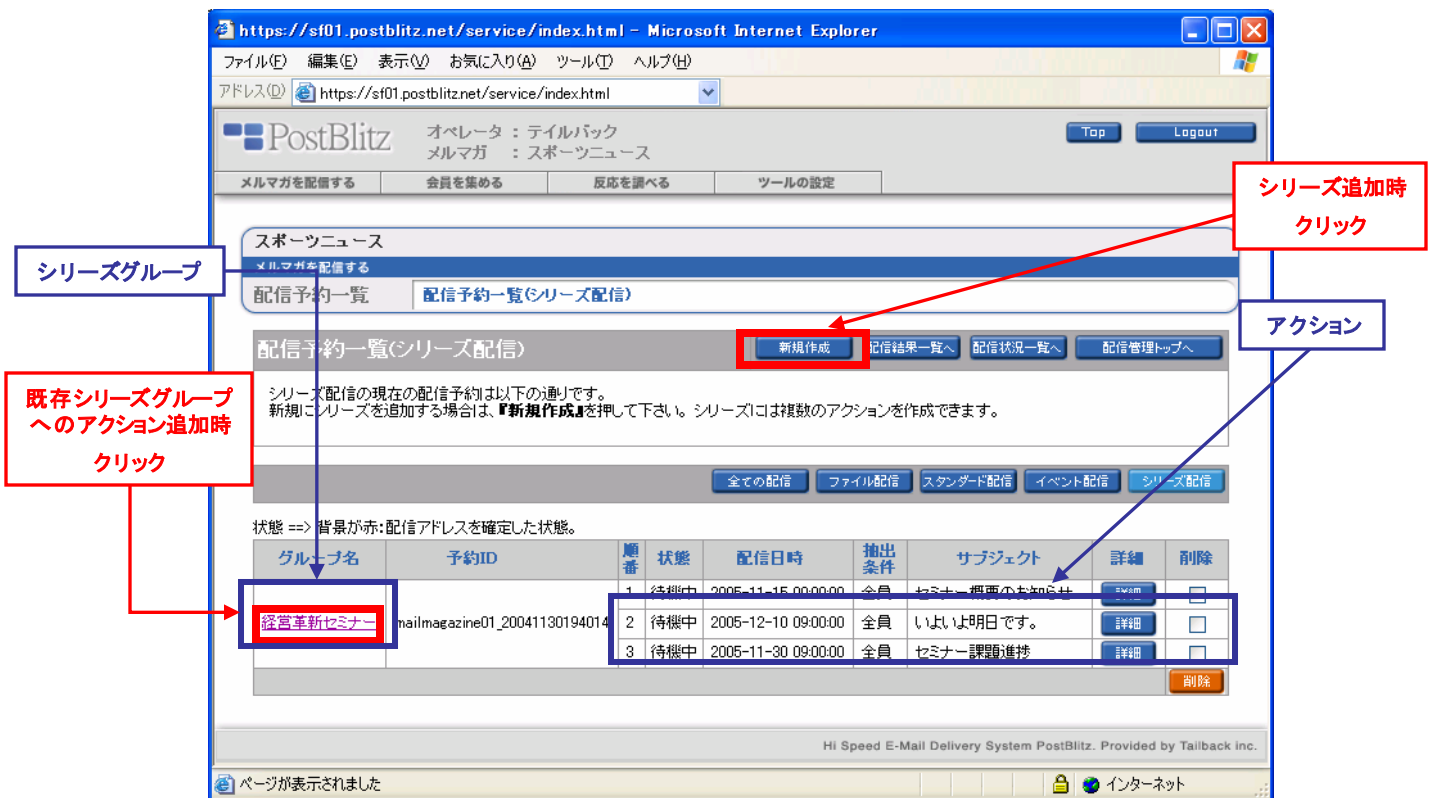 https://sf01.postblitz.net/service/index.html - Microsoft Internet Explorer
ファイル(F) 編集(E) 表示(V) お気に入り(A) ツール(T) ヘルプ(H)
アドレス(D) https://sf01.postblitz.net/service/index.html
PostBlitz
オペレータ : テイルバック
メルマガ : スポーツニュース
Top Logout
メルマガを配信する 会員を集める 反応を調べる ツールの設定
シリーズ追加時
クリック
スポーツニュース
メルマガを配信する
シリーズグループ
配信予約一覧 配信予約一覧(シリーズ配信)
アクション
配信予約一覧(シリーズ配信)
新規作成 配信結果一覧へ 配信状況一覧へ 配信管理トップへ
既存シリーズグループ
へのアクション追加時
クリック
シリーズ配信の現在の配信予約は以下の通りです。
新規にシリーズを追加する場合は、『新規作成』を押して下さい。シリーズには複数のアクションを作成できます。
全ての配信 ファイル配信 スタンダード配信 イベント配信 シリーズ配信
状態 ==> 背景が赤:配信アドレスを確定した状態。
グループ名 予約ID 順番 状態 配信日時 抽出条件 サブジェクト 詳細 削除
1 待機中 2005-11-15 09:00:00 全員 セミナー概要のお知らせ 詳細
経営革新セミナー mailmagazine01_20041130194014 2 待機中 2005-12-10 09:00:00 全員 いよいよ明日です。 詳細
3 待機中 2005-11-30 09:00:00 全員 セミナー課題進捗 詳細
削除
Hi Speed E-Mail Delivery System PostBlitz. Provided by Tailback inc.
ページが表示されました インターネット